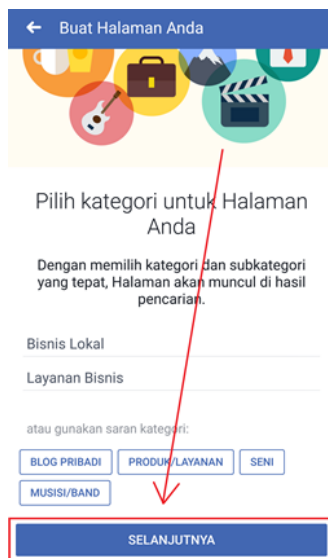 Buat Halaman Anda
Pilih kategori untuk Halaman
Anda
Dengan memilih kategori dan subkategori
yang tepat, Halaman akan muncul di hasil
pencarian.
Bisnis Lokal
Layanan Bisnis
atau gunakan saran kategori:
BLOG PRIBADI PRODUK/LAYANAN SENI
MUSISI/BAND
SELANJUTNYA